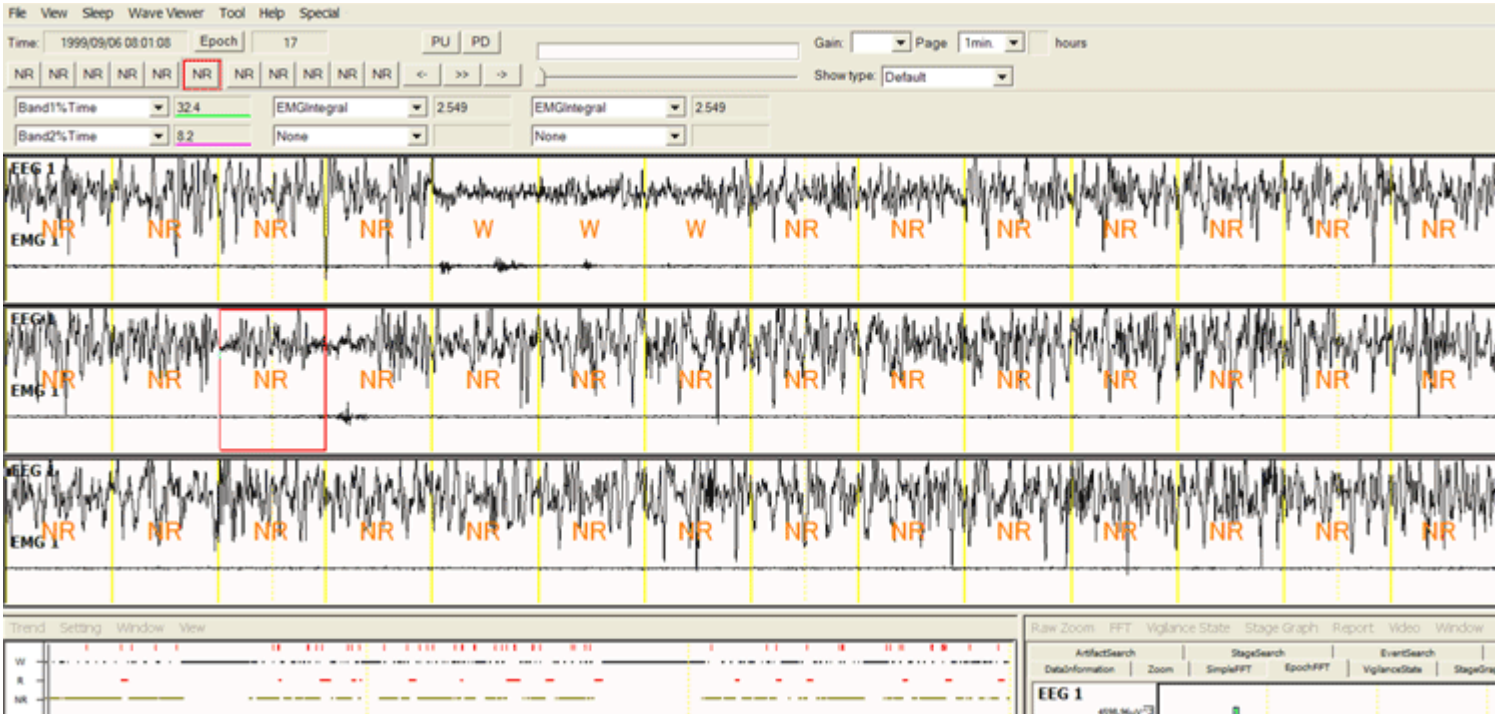 File View Sleep Wave Viewer Tool Help Special
Time: 1999/09/06 08:01:08 Epoch 17 PU PD Gain: Page 1min. hours
NR NR NR NR NR NR NR NR NR NR NR <- >> -> Show type: Default
Band1%Time 32.4 EMGIntegral 2.549 EMGIntegral 2.549
Band2%Time 8.2 None None
EEG 1
NR NR NR NR W W W NR NR NR NR NR NR NR
EMG 1
EEG 1
NR NR NR NR NR NR NR NR NR NR NR NR NR NR
EMG 1
EEG 1
NR NR NR NR NR NR NR NR NR NR NR NR NR NR
EMG 1
Trend Setting Window View
W
R
NR
Raw Zoom FFT Vigilance State Stage Graph Report Video Window
ArtifactSearch StageSearch EventSearch
DataInformation Zoom SimpleFFT EpochFFT VigilanceState
EEG 1